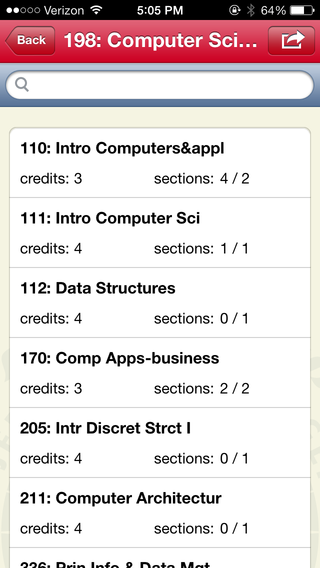 Verizon 5:05 PM 64%
Back 198: Computer Sci...
110: Intro Computers&appl
credits: 3 sections: 4 / 2
111: Intro Computer Sci
credits: 4 sections: 1 / 1
112: Data Structures
credits: 4 sections: 0 / 1
170: Comp Apps-business
credits: 3 sections: 2 / 2
205: Intr Discret Strct I
credits: 4 sections: 0 / 1
211: Computer Architectur
credits: 4 sections: 0 / 1
336: Prin Info & Data Mgt